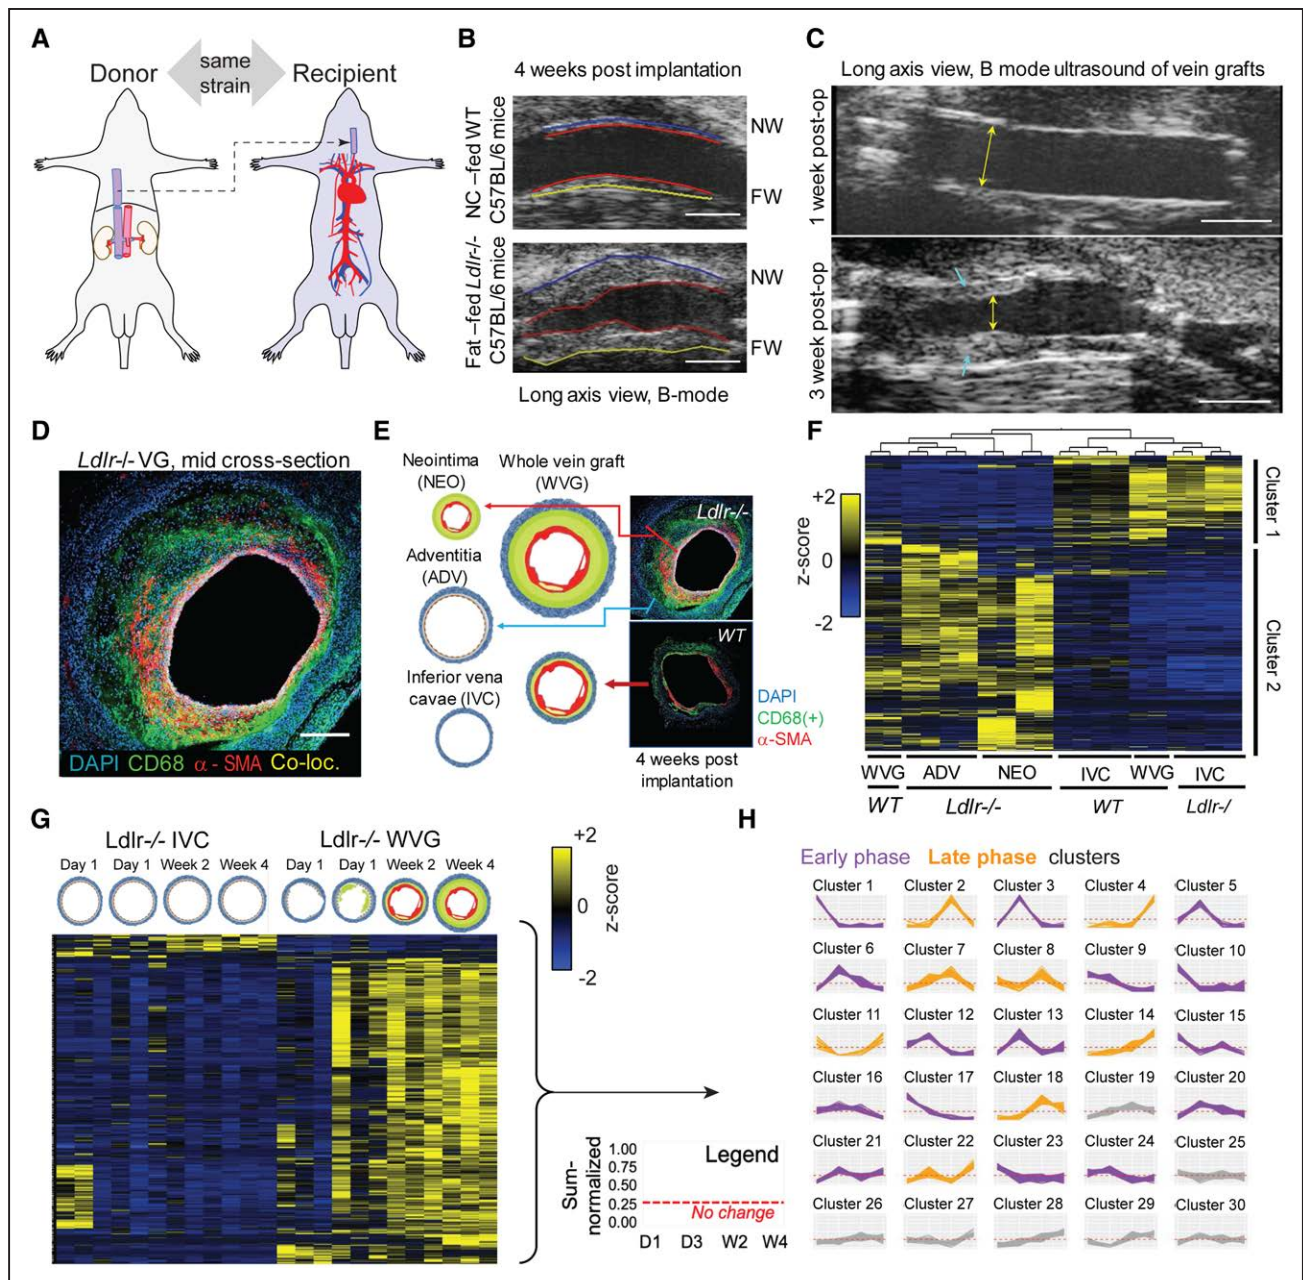 A
Donor
same
strain
Recipient
B
4 weeks post implantation
NC –fed WT
C57BL/6 mice
NW
FW
Fat –fed Ldlr-/-
C57BL/6 mice
NW
FW
Long axis view, B-mode
C
Long axis view, B mode ultrasound of vein grafts
1 week post-op
3 week post-op
D
Ldlr-/- VG, mid cross-section
DAPI CD68 α - SMA Co-loc.
E
Neointima
(NEO)
Whole vein graft
(WVG)
Adventitia
(ADV)
Inferior vena
cavae (IVC)
Ldlr-/-
WT
DAPI
CD68(+)
α-SMA
4 weeks post
implantation
F
+2
0
-2
z-score
Cluster 1
Cluster 2
WVG ADV NEO IVC WVG IVC
WT Ldlr-/- WT Ldlr-/
G
Ldlr-/- IVC Ldlr-/- WVG
Day 1 Day 1 Week 2 Week 4 Day 1 Day 1 Week 2 Week 4
+2
0
-2
z-score
Legend
Sum-
normalized
1.00
0.75
0.50
0.25
0.00
No change
D1 D3 W2 W4
H
Early phase Late phase clusters
Cluster 1 Cluster 2 Cluster 3 Cluster 4 Cluster 5
Cluster 6 Cluster 7 Cluster 8 Cluster 9 Cluster 10
Cluster 11 Cluster 12 Cluster 13 Cluster 14 Cluster 15
Cluster 16 Cluster 17 Cluster 18 Cluster 19 Cluster 20
Cluster 21 Cluster 22 Cluster 23 Cluster 24 Cluster 25
Cluster 26 Cluster 27 Cluster 28 Cluster 29 Cluster 30